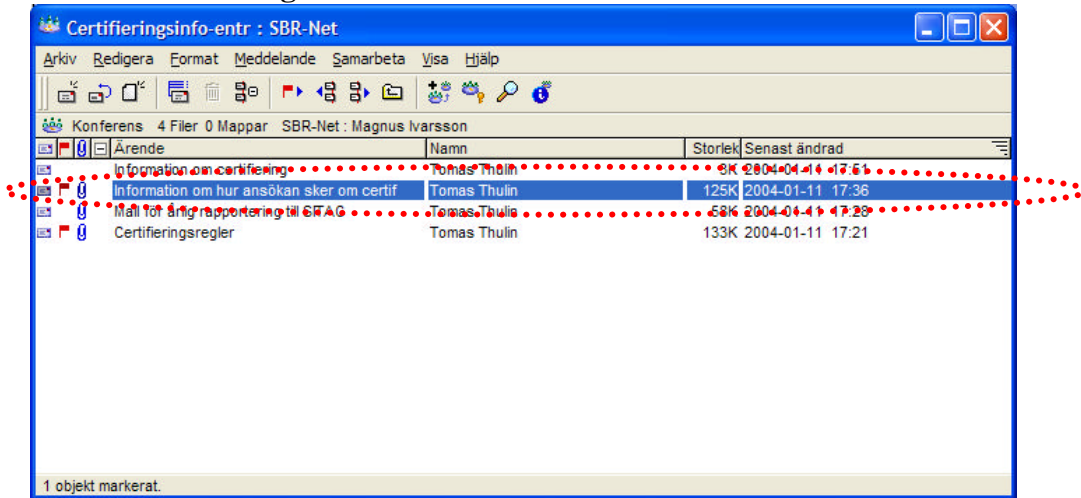 Certifieringsinfo-entr : SBR-Net
Arkiv Redigera Format Meddelande Samarbeta Visa Hjälp
Konferens 4 Filer 0 Mappar SBR-Net : Magnus Ivarsson
Ärende Namn Storlek Senast ändrad
Information om certifiering Tomas Thulin 8K 2004-01-11 17:51
Information om hur ansökan sker om certif Tomas Thulin 125K 2004-01-11 17:36
Mall för årlig rapportering till SITAC Tomas Thulin 58K 2004-01-11 17:28
Certifieringsregler Tomas Thulin 133K 2004-01-11 17:21
1 objekt markerat.